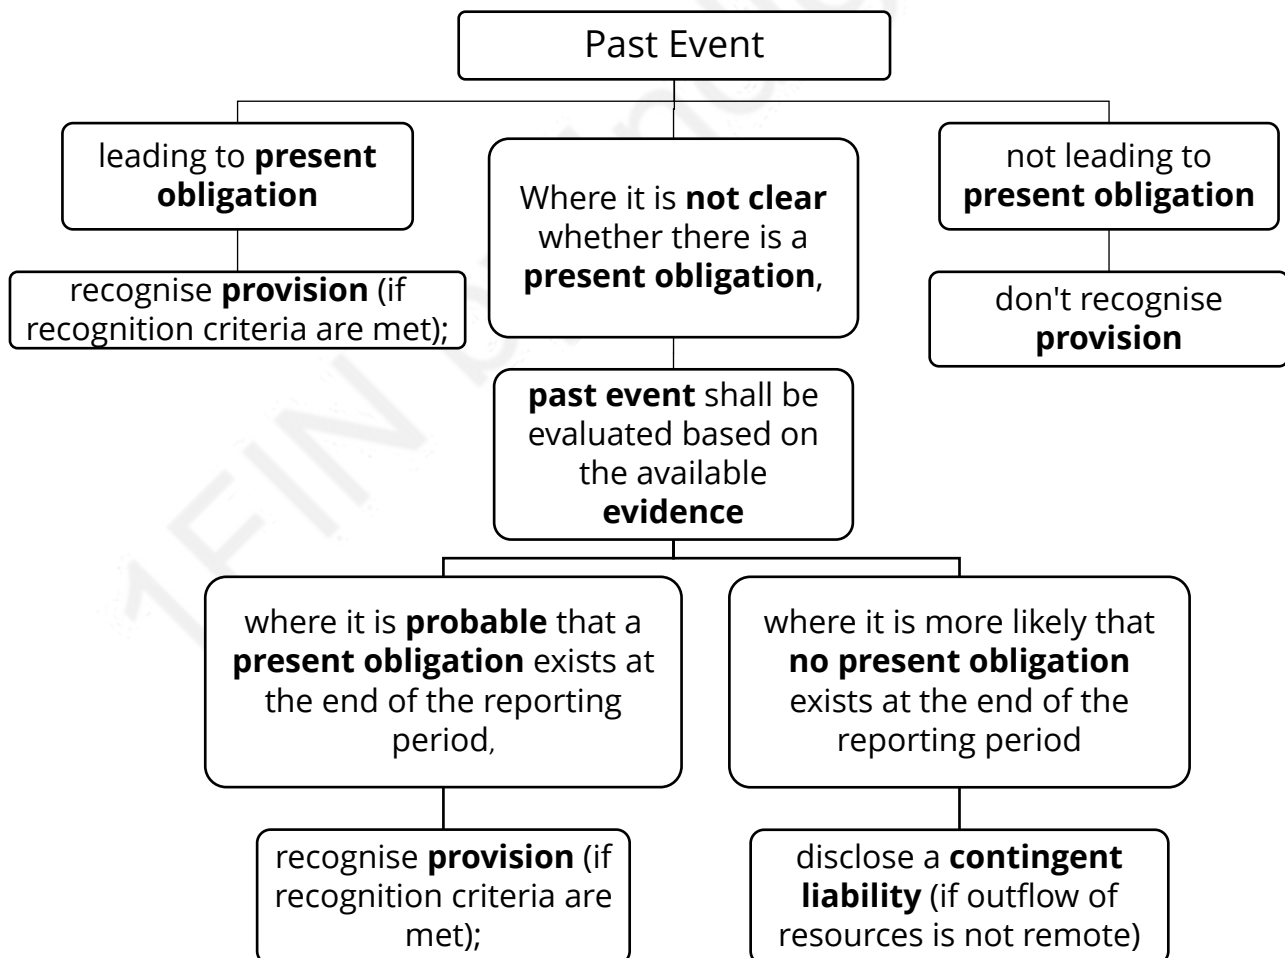 Past Event
leading to present
obligation
recognise provision (if
recognition criteria are met);
Where it is not clear
whether there is a
present obligation,
past event shall be
evaluated based on
the available
evidence
where it is probable that a
present obligation exists at
the end of the reporting
period,
recognise provision (if
recognition criteria are
met);
where it is more likely that
no present obligation
exists at the end of the
reporting period
disclose a contingent
liability (if outflow of
resources is not remote)
not leading to
present obligation
don't recognise
provision
1FIN